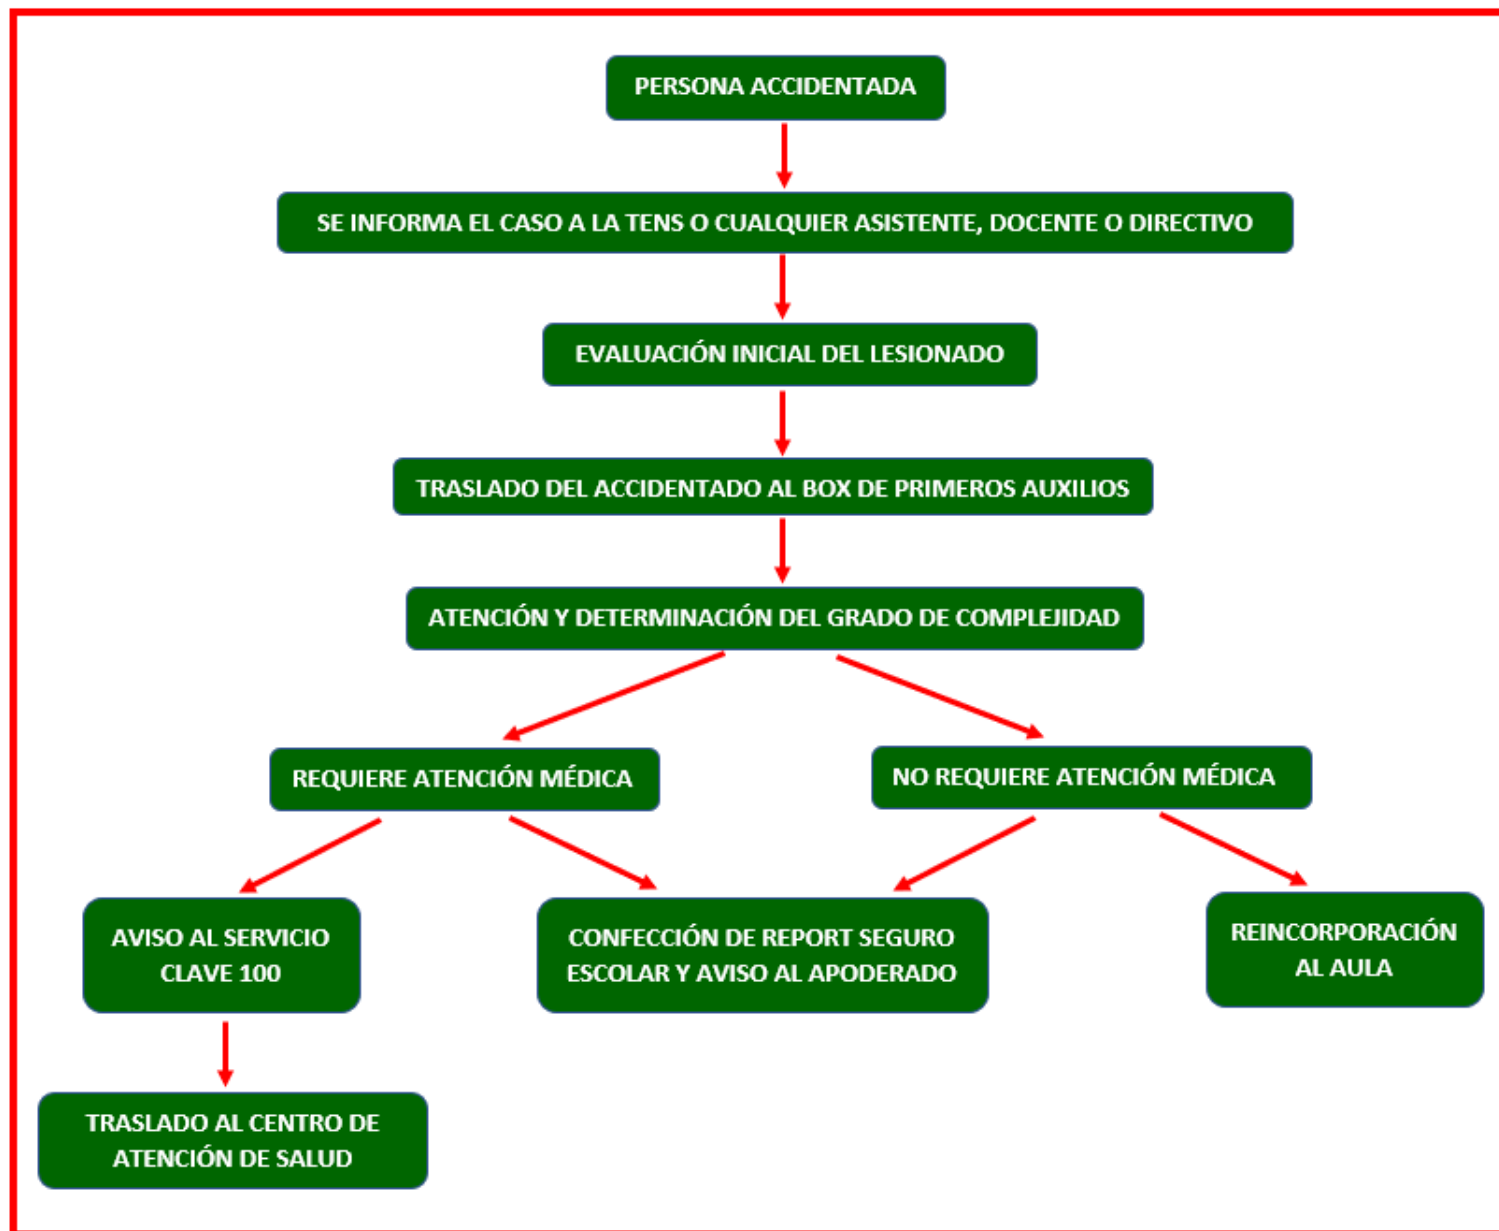 PERSONA ACCIDENTADA
SE INFORMA EL CASO A LA TENS O CUALQUIER ASISTENTE, DOCENTE O DIRECTIVO
EVALUACIÓN INICIAL DEL LESIONADO
TRASLADO DEL ACCIDENTADO AL BOX DE PRIMEROS AUXILIOS
ATENCIÓN Y DETERMINACIÓN DEL GRADO DE COMPLEJIDAD
REQUIERE ATENCIÓN MÉDICA
NO REQUIERE ATENCIÓN MÉDICA
AVISO AL SERVICIO
CLAVE 100
CONFECCIÓN DE REPORT SEGURO
ESCOLAR Y AVISO AL APODERADO
REINCORPORACIÓN
AL AULA
TRASLADO AL CENTRO DE
ATENCIÓN DE SALUD